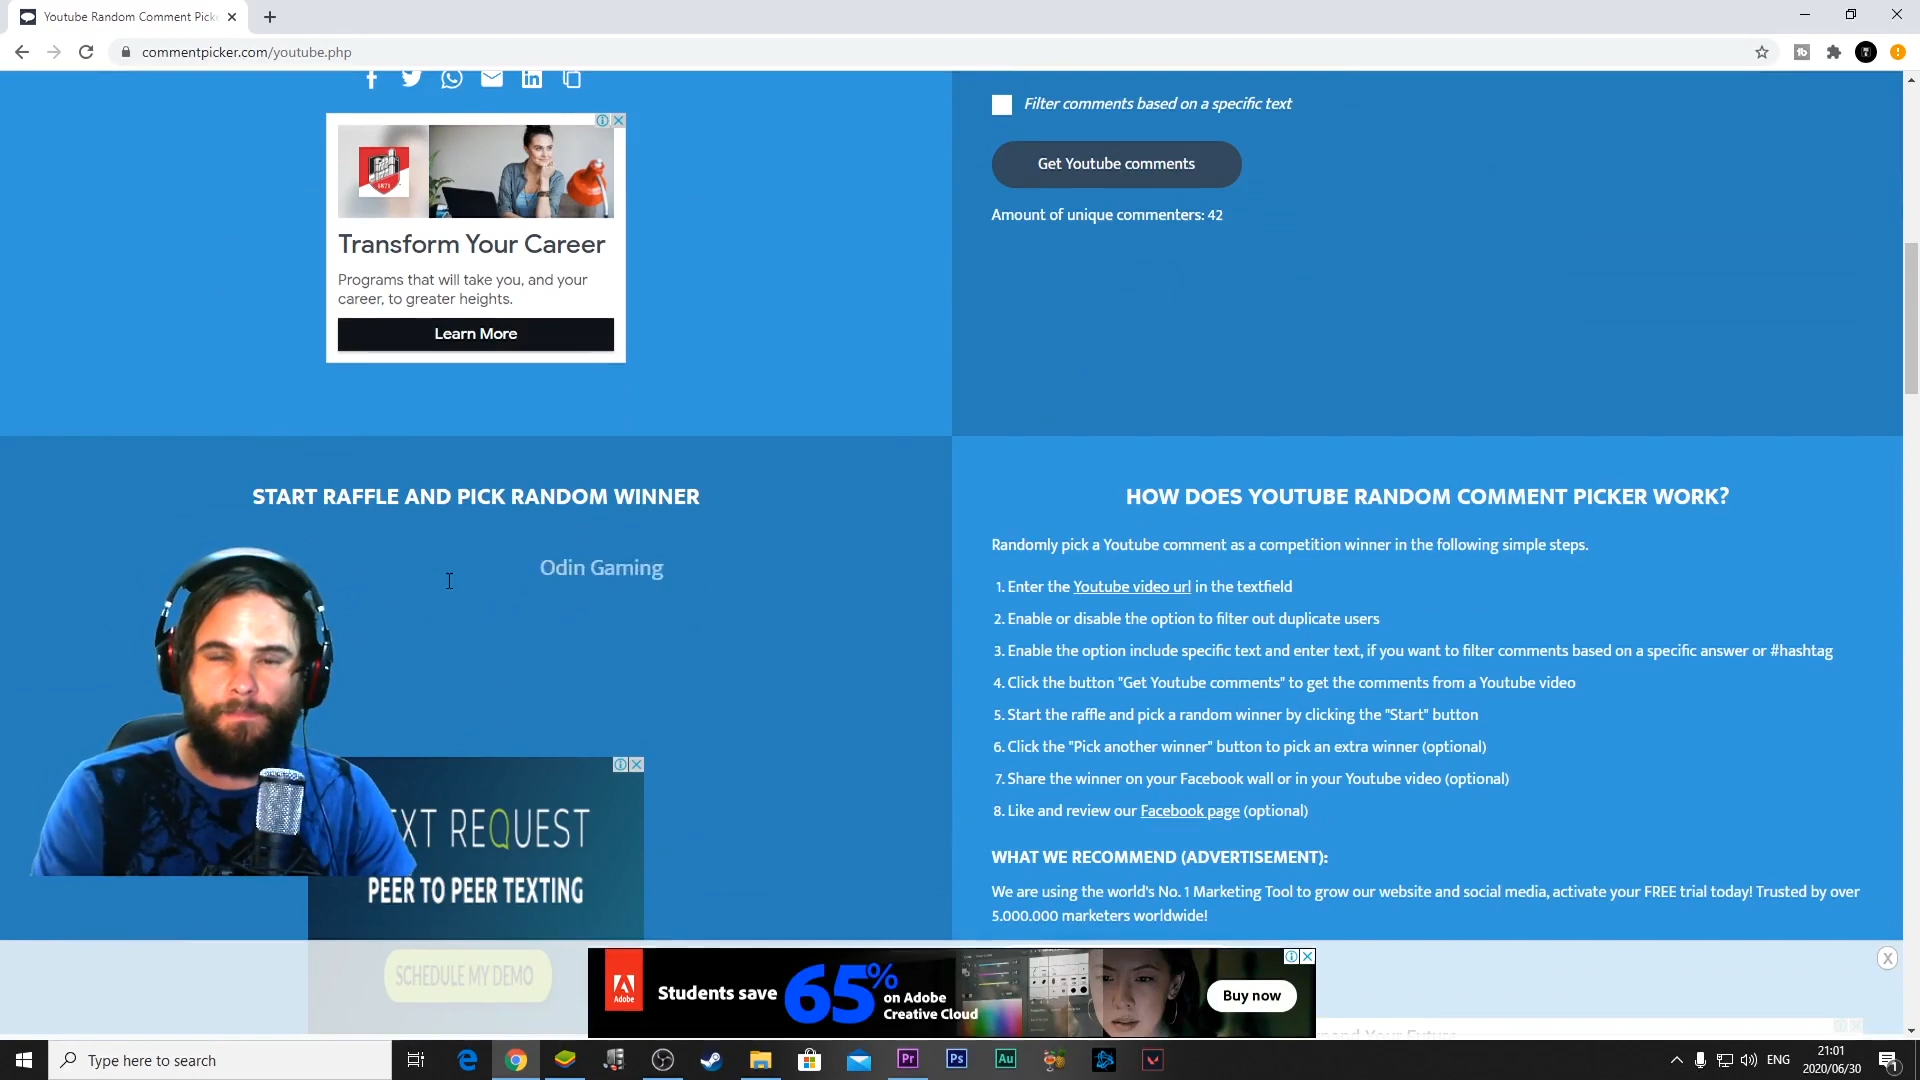 Youtube Random Comment Pick
commentpicker.com/youtube.php
Filter comments based on a specific text
Get Youtube comments
Amount of unique commenters: 42
1871
Transform Your Career
Programs that will take you, and your
career, to greater heights.
Learn More
START RAFFLE AND PICK RANDOM WINNER
Odin Gaming
HOW DOES YOUTUBE RANDOM COMMENT PICKER WORK?
Randomly pick a Youtube comment as a competition winner in the following simple steps.
1. Enter the Youtube video url in the textfield
2. Enable or disable the option to filter out duplicate users
3. Enable the option include specific text and enter text, if you want to filter comments based on a specific answer or #hashtag
4. Click the button "Get Youtube comments" to get the comments from a Youtube video
5. Start the raffle and pick a random winner by clicking the "Start" button
6. Click the "Pick another winner" button to pick an extra winner (optional)
7. Share the winner on your Facebook wall or in your Youtube video (optional)
8. Like and review our Facebook page (optional)
WHAT WE RECOMMEND (ADVERTISEMENT):
We are using the world's No. 1 Marketing Tool to grow our website and social media, activate your FREE trial today! Trusted by over
5.000.000 marketers worldwide!
XT REQUEST
PEER TO PEER TEXTING
SCHEDULE MY DEMO
Adobe
Students save 65% on Adobe
Creative Cloud
Buy now
Your Future
Type here to search
Pr
Ps
Au
ENG
21:01
2020/06/30
1